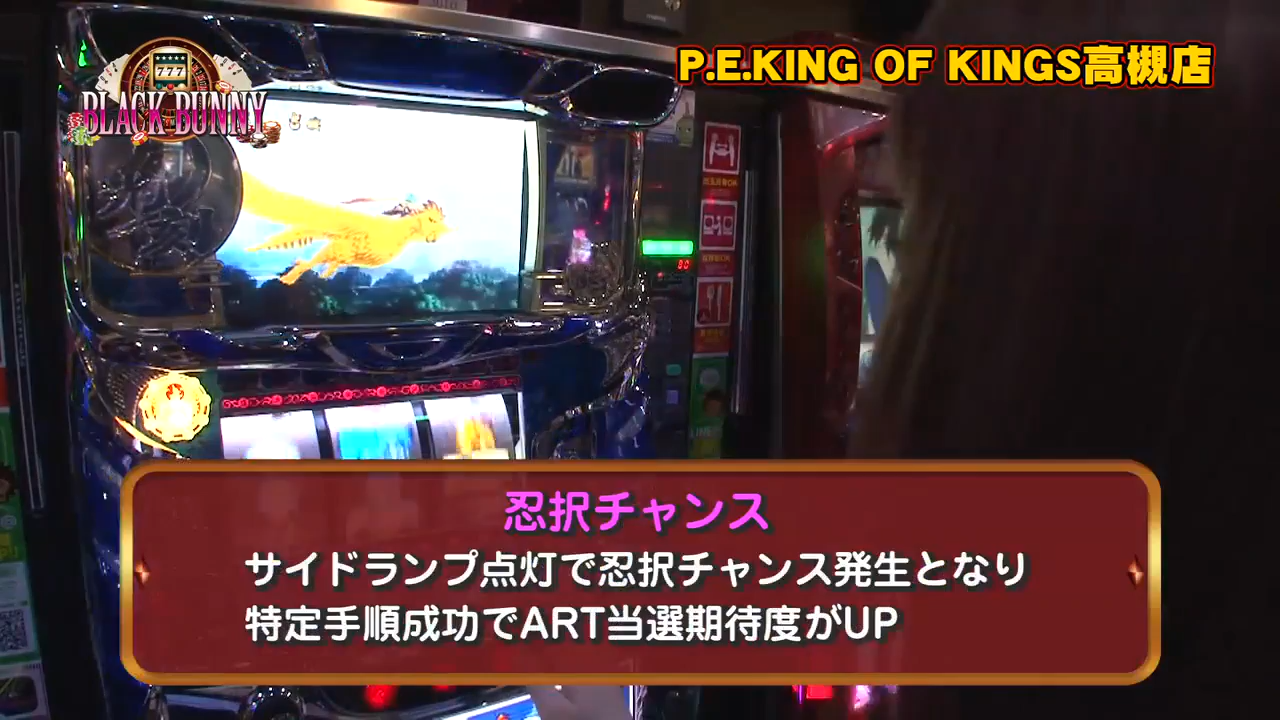 P.E.KING OF KINGS高槻店
777
BLACK BUNNY
忍択チャンス
サイドランプ点灯で忍択チャンス発生となり
特定手順成功でART当選期待度がUP